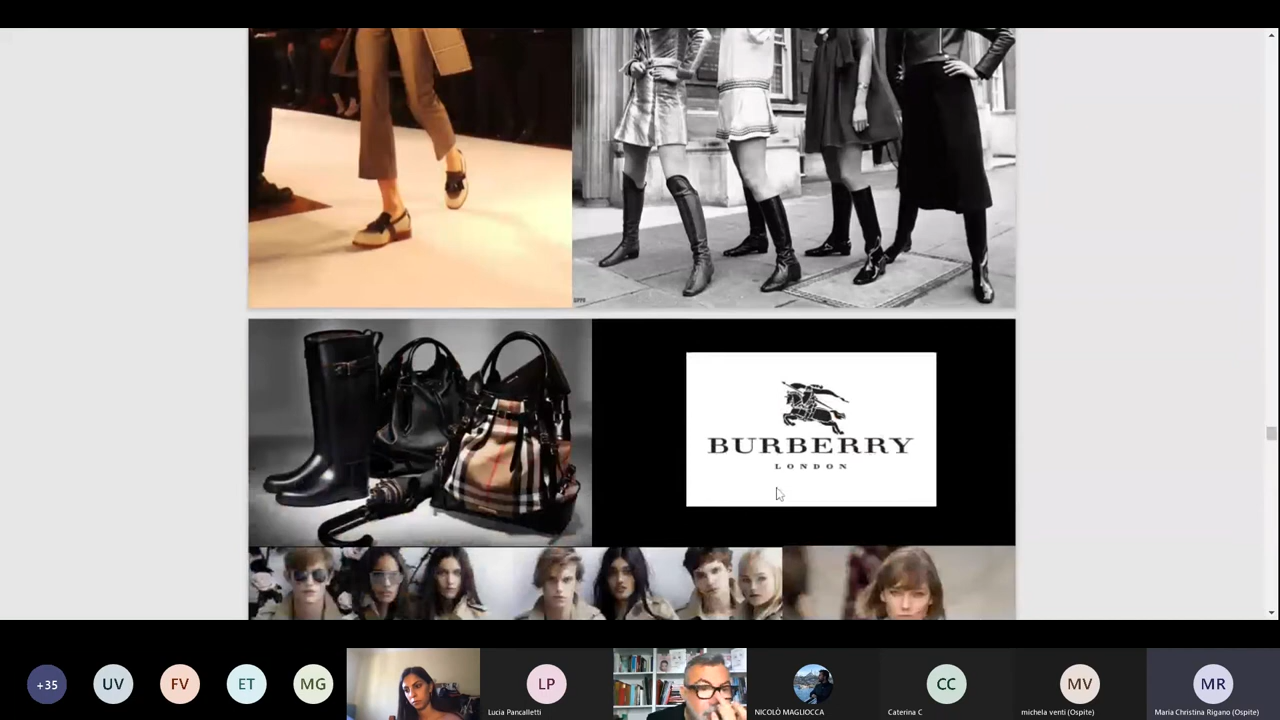 BURBERRY
LONDON
+35
UV
FV
ET
MG
LP
CC
MV
MR
Lucia Pancalletti
NICOLÒ MAGLIOCCA
Caterina C
michela venti (Ospite)
Maria Christina Rigano (Ospite)